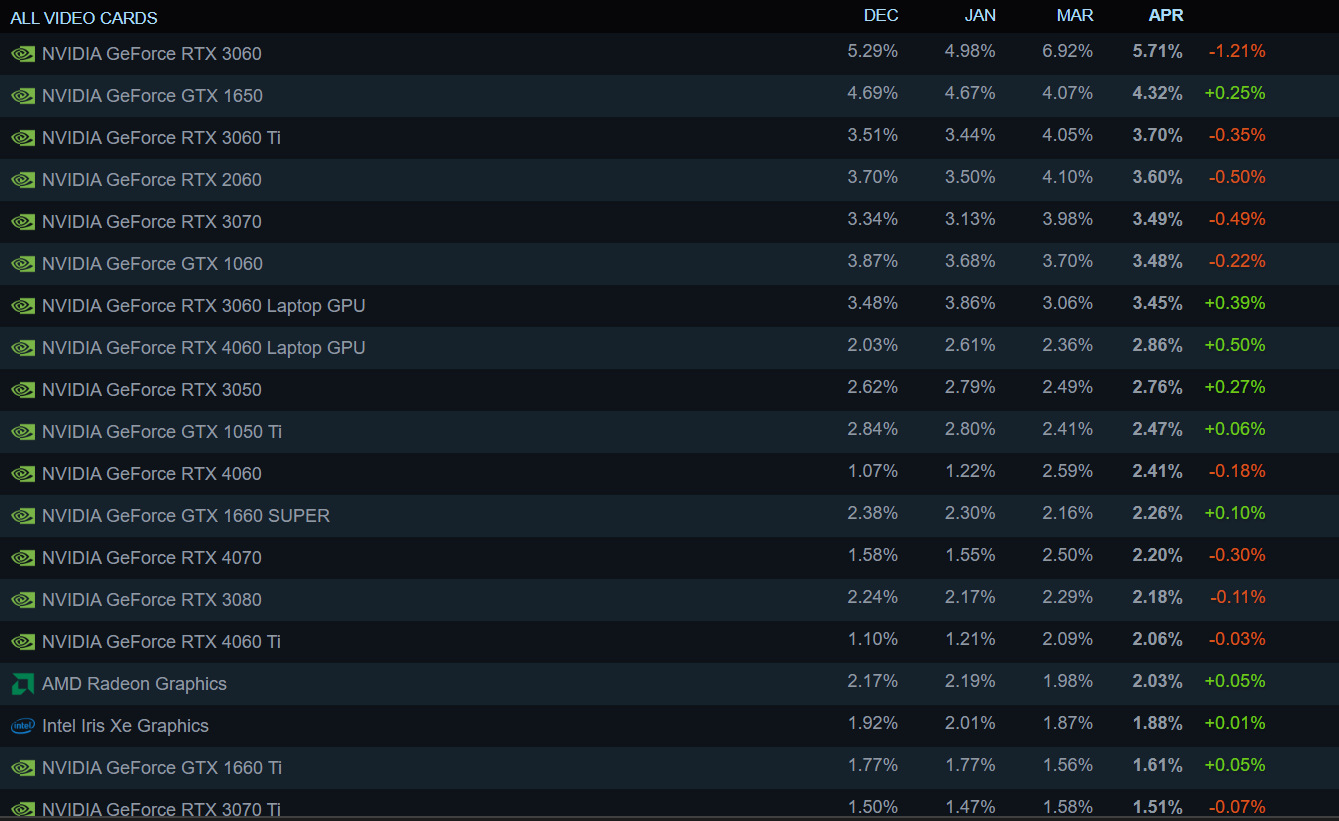 ALL VIDEO CARDS DEC JAN MAR APR
NVIDIA GeForce RTX 3060 5.29% 4.98% 6.92% 5.71% -1.21%
NVIDIA GeForce GTX 1650 4.69% 4.67% 4.07% 4.32% +0.25%
NVIDIA GeForce RTX 3060 Ti 3.51% 3.44% 4.05% 3.70% -0.35%
NVIDIA GeForce RTX 2060 3.70% 3.50% 4.10% 3.60% -0.50%
NVIDIA GeForce RTX 3070 3.34% 3.13% 3.98% 3.49% -0.49%
NVIDIA GeForce GTX 1060 3.87% 3.68% 3.70% 3.48% -0.22%
NVIDIA GeForce RTX 3060 Laptop GPU 3.48% 3.86% 3.06% 3.45% +0.39%
NVIDIA GeForce RTX 4060 Laptop GPU 2.03% 2.61% 2.36% 2.86% +0.50%
NVIDIA GeForce RTX 3050 2.62% 2.79% 2.49% 2.76% +0.27%
NVIDIA GeForce GTX 1050 Ti 2.84% 2.80% 2.41% 2.47% +0.06%
NVIDIA GeForce RTX 4060 1.07% 1.22% 2.59% 2.41% -0.18%
NVIDIA GeForce GTX 1660 SUPER 2.38% 2.30% 2.16% 2.26% +0.10%
NVIDIA GeForce RTX 4070 1.58% 1.55% 2.50% 2.20% -0.30%
NVIDIA GeForce RTX 3080 2.24% 2.17% 2.29% 2.18% -0.11%
NVIDIA GeForce RTX 4060 Ti 1.10% 1.21% 2.09% 2.06% -0.03%
AMD Radeon Graphics 2.17% 2.19% 1.98% 2.03% +0.05%
intel Intel Iris Xe Graphics 1.92% 2.01% 1.87% 1.88% +0.01%
NVIDIA GeForce GTX 1660 Ti 1.77% 1.77% 1.56% 1.61% +0.05%
NVIDIA GeForce RTX 3070 Ti 1.50% 1.47% 1.58% 1.51% -0.07%